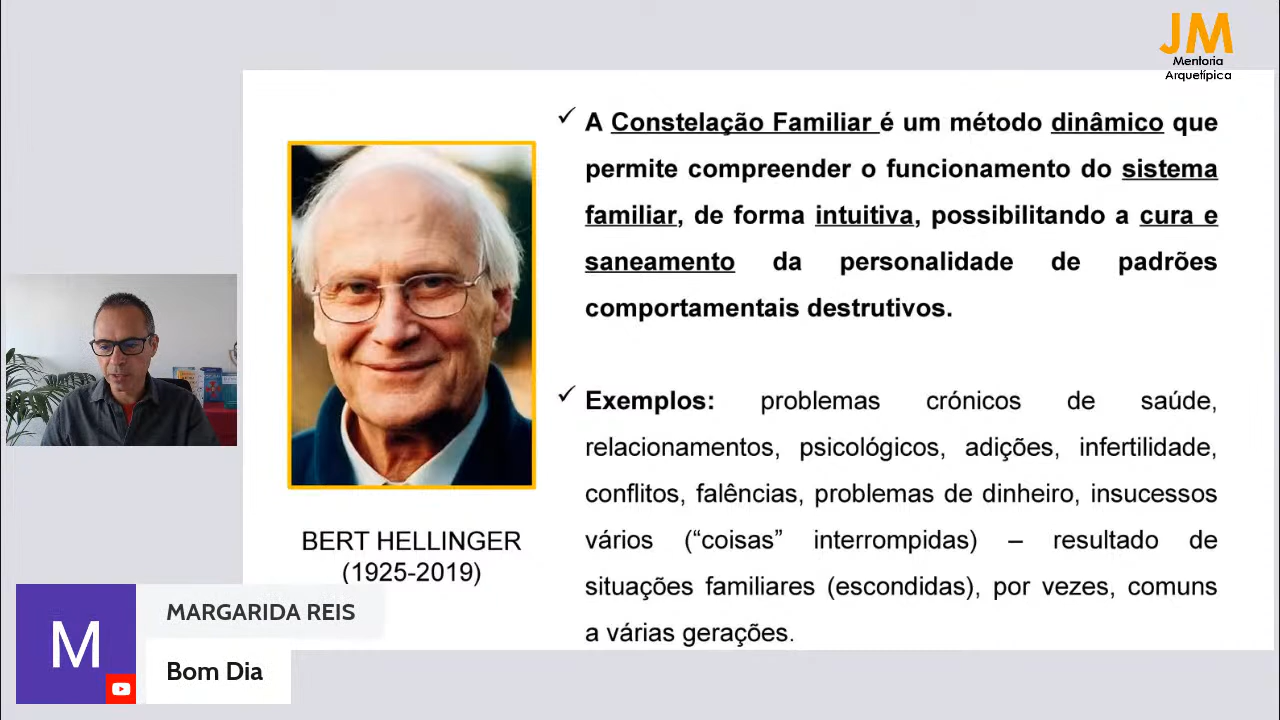 JM
Mentoria
Arquetípica
A Constelação Familiar é um método dinâmico que
permite compreender o funcionamento do sistema
familiar, de forma intuitiva, possibilitando a cura e
saneamento da personalidade de padrões
comportamentais destrutivos.
Exemplos: problemas crónicos de saúde,
relacionamentos, psicológicos, adições, infertilidade,
conflitos, falências, problemas de dinheiro, insucessos
vários (“coisas” interrompidas) – resultado de
situações familiares (escondidas), por vezes, comuns
a várias gerações.
BERT HELLINGER
(1925-2019)
M
MARGARIDA REIS
Bom Dia